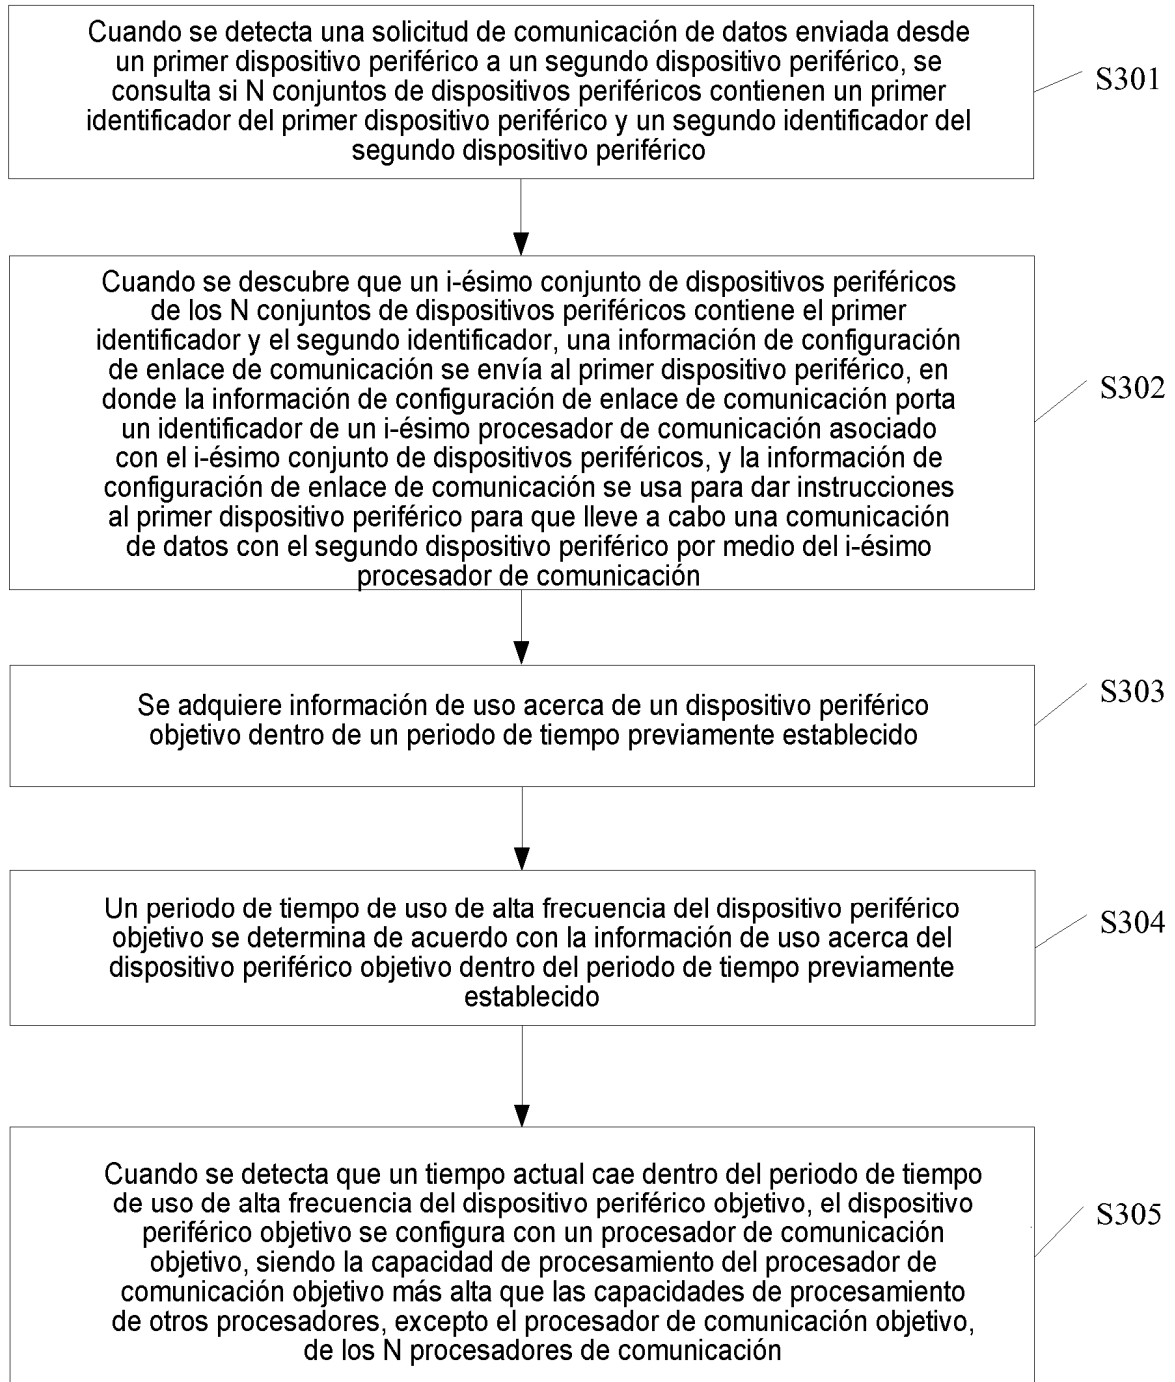 Cuando se detecta una solicitud de comunicación de datos enviada desde
un primer dispositivo periférico a un segundo dispositivo periférico, se
consulta si N conjuntos de dispositivos periféricos contienen un primer
identificador del primer dispositivo periférico y un segundo identificador del
segundo dispositivo periférico
S301
Cuando se descubre que un i-ésimo conjunto de dispositivos periféricos
de los N conjuntos de dispositivos periféricos contiene el primer
identificador y el segundo identificador, una información de configuración
de enlace de comunicación se envía al primer dispositivo periférico, en
donde la información de configuración de enlace de comunicación porta
un identificador de un i-ésimo procesador de comunicación asociado
con el i-ésimo conjunto de dispositivos periféricos, y la información de
configuración de enlace de comunicación se usa para dar instrucciones
al primer dispositivo periférico para que lleve a cabo una comunicación
de datos con el segundo dispositivo periférico por medio del i-ésimo
procesador de comunicación
S302
Se adquiere información de uso acerca de un dispositivo periférico
objetivo dentro de un periodo de tiempo previamente establecido
S303
Un periodo de tiempo de uso de alta frecuencia del dispositivo periférico
objetivo se determina de acuerdo con la información de uso acerca del
dispositivo periférico objetivo dentro del periodo de tiempo previamente
establecido
S304
Cuando se detecta que un tiempo actual cae dentro del periodo de tiempo
de uso de alta frecuencia del dispositivo periférico objetivo, el dispositivo
periférico objetivo se configura con un procesador de comunicación
objetivo, siendo la capacidad de procesamiento del procesador de
comunicación objetivo más alta que las capacidades de procesamiento
de otros procesadores, excepto el procesador de comunicación objetivo,
de los N procesadores de comunicación
S305